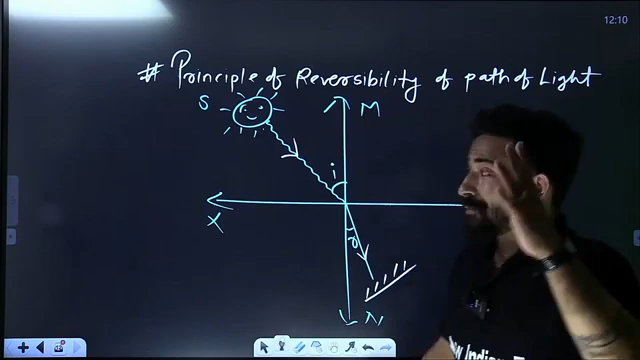 12:10
# Principle of Reversibility of path of Light
S
M
i
X
r
N